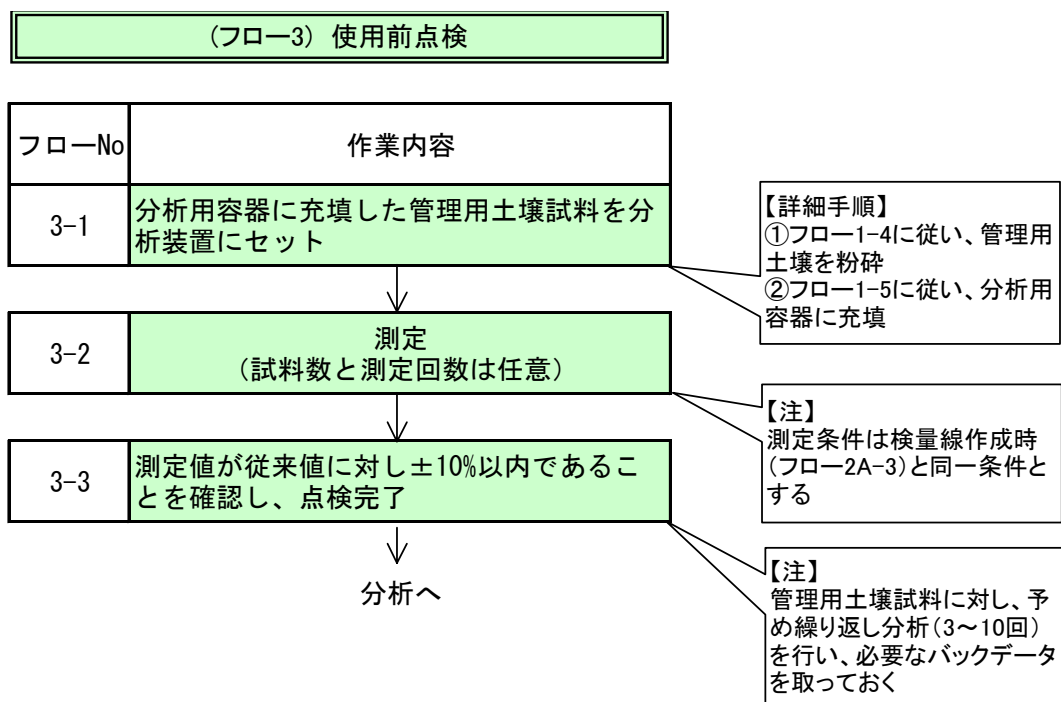 (フロー3) 使用前点検
フローNo 作業内容
3-1
分析用容器に充填した管理用土壌試料を分
析装置にセット
【詳細手順】
①フロー1-4に従い、管理用
土壌を粉砕
②フロー1-5に従い、分析用
容器に充填
3-2
測定
(試料数と測定回数は任意)
【注】
測定条件は検量線作成時
(フロー2A-3)と同一条件と
する
3-3
測定値が従来値に対し±10%以内であるこ
とを確認し、点検完了
【注】
管理用土壌試料に対し、予
め繰り返し分析(3～10回)
を行い、必要なバックデータ
を取っておく
分析へ